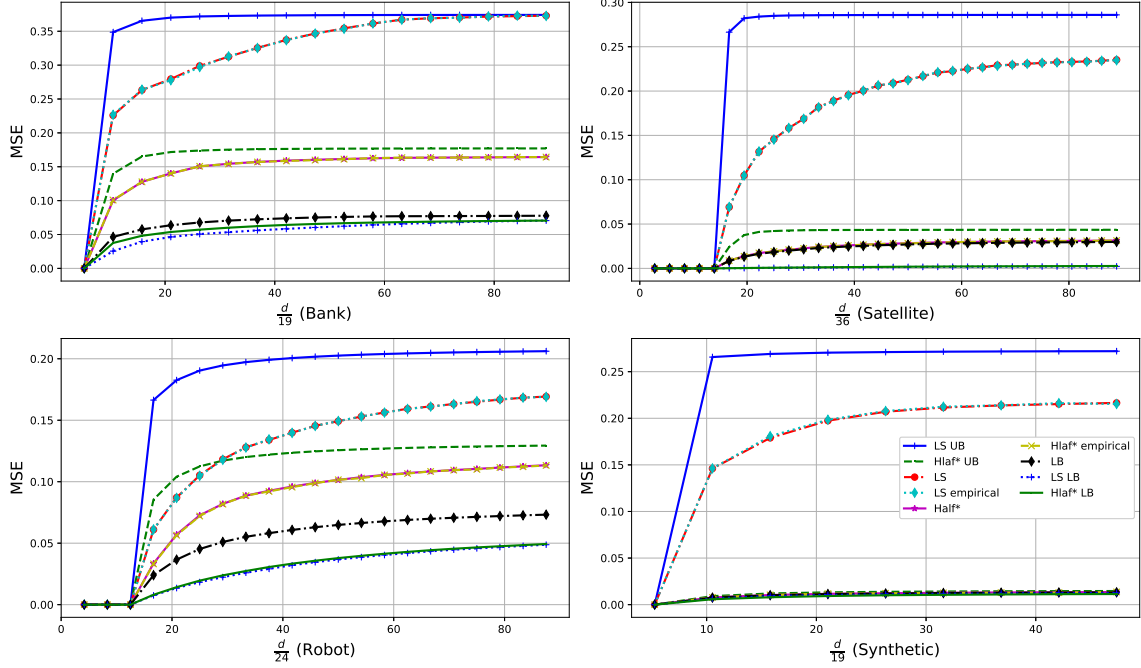 MSE
0.35
0.30
0.25
0.20
0.15
0.10
0.05
0.00
20 40 60 80
d/19 (Bank)
MSE
0.30
0.25
0.20
0.15
0.10
0.05
0.00
0 20 40 60 80
d/36 (Satellite)
MSE
0.20
0.15
0.10
0.05
0.00
0 20 40 60 80
d/24 (Robot)
MSE
0.25
0.20
0.15
0.10
0.05
0.00
10 20 30 40
d/19 (Synthetic)
LS UB
Hlaf* UB
LS
LS empirical
Half*
Hlaf* empirical
LB
LS LB
Hlaf* LB